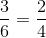 3/6 = 2/4